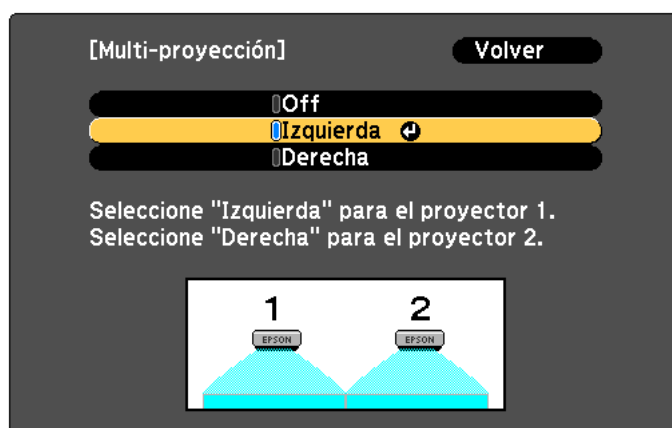 [Multi-proyección] Volver
Off
Izquierda
Derecha
Seleccione "Izquierda" para el proyector 1.
Seleccione "Derecha" para el proyector 2.
1 2
EPSON EPSON